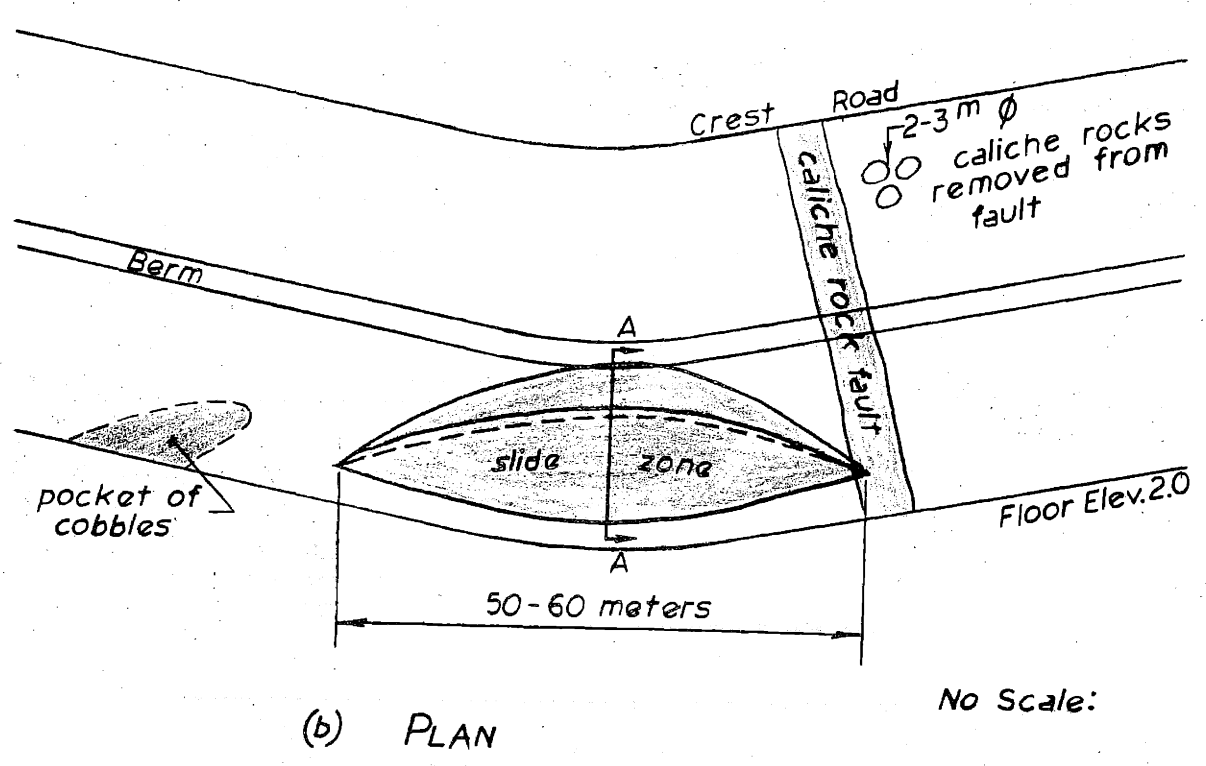 Crest Road
2-3 m Ø
caliche rocks
removed from
fault
caliche rock fault
Berm
A
slide zone
pocket of
cobbles
Floor Elev. 2.0
A
50-60 meters
No Scale:
(b) PLAN